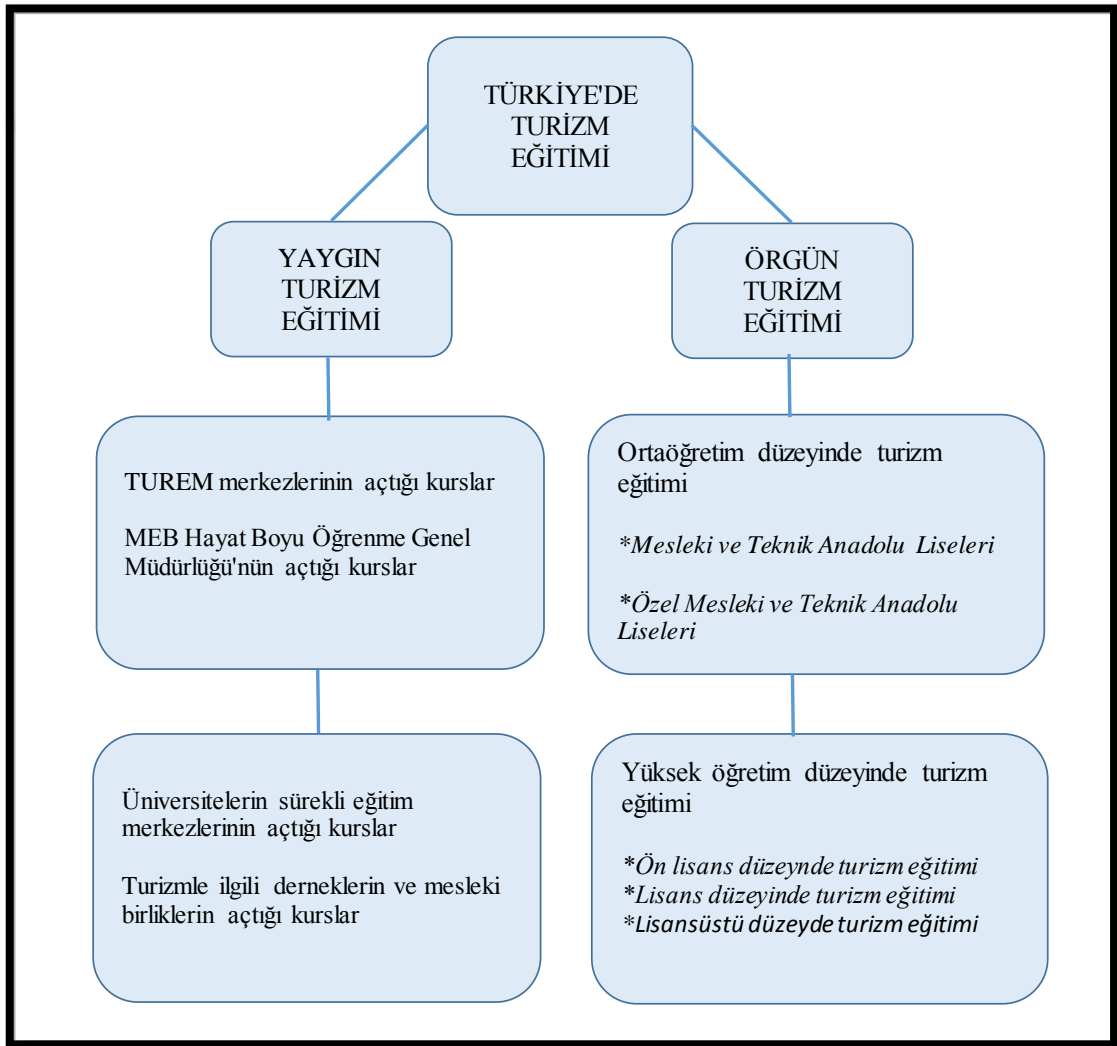 TÜRKİYE'DE
TURİZM
EĞİTİMİ
YAYGIN
TURİZM
EĞİTİMİ
ÖRGÜN
TURİZM
EĞİTİMİ
TUREM merkezlerinin açtığı kurslar
MEB Hayat Boyu Öğrenme Genel
Müdürlüğü'nün açtığı kurslar
Ortaöğretim düzeyinde turizm
eğitimi
*Mesleki ve Teknik Anadolu Liseleri
*Özel Mesleki ve Teknik Anadolu
Liseleri
Üniversitelerin sürekli eğitim
merkezlerinin açtığı kurslar
Turizmle ilgili derneklerin ve mesleki
birliklerin açtığı kurslar
Yüksek öğretim düzeyinde turizm
eğitimi
*Ön lisans düzeynde turizm eğitimi
*Lisans düzeyinde turizm eğitimi
*Lisansüstü düzeyde turizm eğitimi